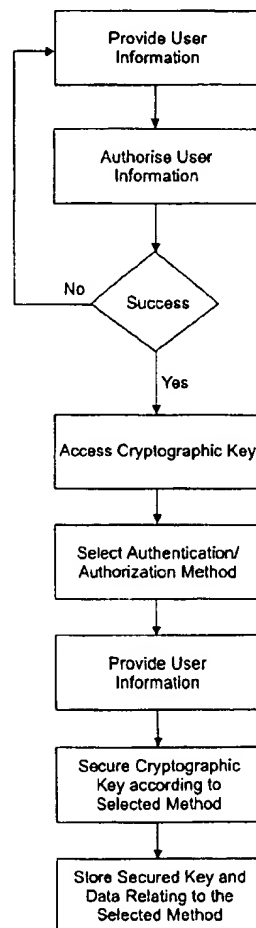 Provide User
Information
Authorise User
Information
Success
No
Yes
Access Cryptographic Key
Select Authentication/
Authorization Method
Provide User
Information
Secure Cryptographic
Key according to
Selected Method
Store Secured Key and
Data Relating to the
Selected Method